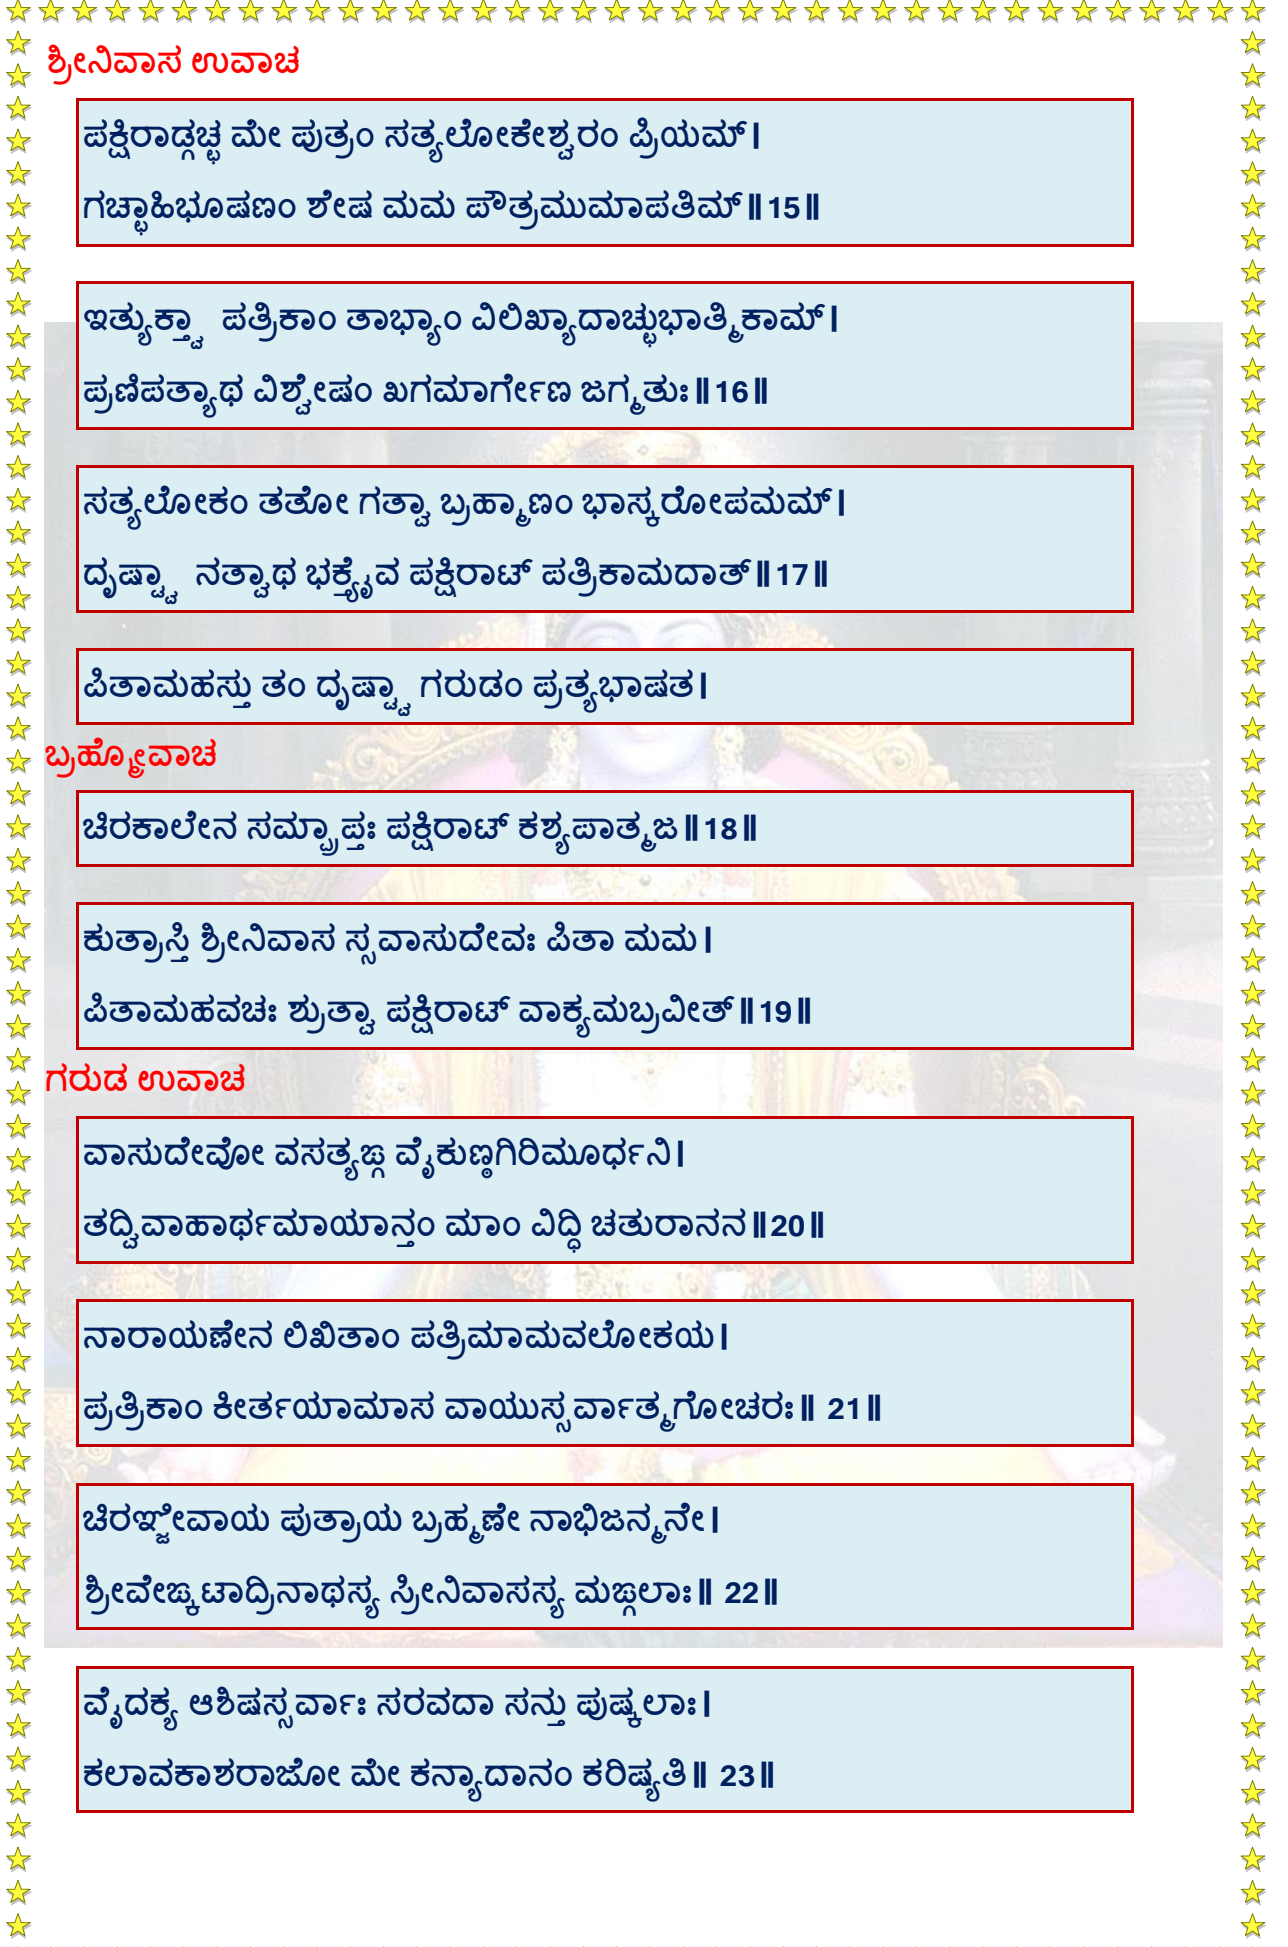 ಶ್ರೀನಿವಾಸ ಉವಾಚ
ಪಕ್ಷಿರಾಡ್ಗಚ್ಛ ಮೇ ಪುತ್ರಂ ಸತ್ಯಲೋಕೇಶ್ವರಂ ಪ್ರಿಯಮ್।
ಗಚ್ಛಾಹಿಭೂಷಣಂ ಶೇಷ ಮಮ ಪೌತ್ರಮುಮಾಪತಿಮ್॥15॥
ಇತ್ಯುಕ್ತ್ವಾ ಪತ್ರಿಕಾಂ ತಾಭ್ಯಾಂ ವಿಲಿಖ್ಯಾದಾಚ್ಛುಭಾತ್ಮಿಕಾಮ್।
ಪ್ರಣಿಪತ್ಯಾಥ ವಿಶ್ವೇಷಂ ಖಗಮಾರ್ಗೇಣ ಜಗ್ಮತುಃ॥16॥
ಸತ್ಯಲೋಕಂ ತತೋ ಗತ್ವಾ ಬ್ರಹ್ಮಾಣಂ ಭಾಸ್ಕರೋಪಮಮ್।
ದೃಷ್ಟ್ವಾ ನತ್ವಾಥ ಭಕ್ತ್ಯೈವ ಪಕ್ಷಿರಾಟ್ ಪತ್ರಿಕಾಮದಾತ್॥17॥
ಪಿತಾಮಹಸ್ತು ತಂ ದೃಷ್ಟ್ವಾ ಗರುಡಂ ಪ್ರತ್ಯಭಾಷತ।
ಬ್ರಹ್ಮೋವಾಚ
ಚಿರಕಾಲೇನ ಸಮ್ಪ್ರಾಪ್ತಃ ಪಕ್ಷಿರಾಟ್ ಕಶ್ಯಪಾತ್ಮಜ॥18॥
ಕುತ್ರಾಸ್ತಿ ಶ್ರೀನಿವಾಸ ಸ್ಸವಾಸುದೇವಃ ಪಿತಾ ಮಮ।
ಪಿತಾಮಹವಚಃ ಶ್ರುತ್ವಾ ಪಕ್ಷಿರಾಟ್ ವಾಕ್ಯಮಬ್ರವೀತ್॥19॥
ಗರುಡ ಉವಾಚ
ವಾಸುದೇವೋ ವಸತ್ಯಙ್ಗ ವೈಕುಣ್ಠಗಿರಿಮೂರ್ಧನಿ।
ತದ್ವಿವಾಹಾರ್ಥಮಾಯಾನ್ತಂ ಮಾಂ ವಿದ್ಧಿ ಚತುರಾನನ॥20॥
ನಾರಾಯಣೇನ ಲಿಖಿತಾಂ ಪತ್ರಿಮಾಮವಲೋಕಯ।
ಪ್ರತ್ರಿಕಾಂ ಕೀರ್ತಯಾಮಾಸ ವಾಯುಸ್ಸರ್ವಾತ್ಮಗೋಚರಃ॥ 21॥
ಚಿರಞ್ಜೀವಾಯ ಪುತ್ರಾಯ ಬ್ರಹ್ಮಣೇ ನಾಭಿಜನ್ಮನೇ।
ಶ್ರೀವೇಙ್ಕಟಾದ್ರಿನಾಥಸ್ಯ ಸ್ರೀನಿವಾಸಸ್ಯ ಮಙ್ಗಲಾಃ॥ 22॥
ವೈದಕ್ಯ ಆಶಿಷಸ್ಸರ್ವಾಃ ಸರವದಾ ಸನ್ತು ಪುಷ್ಕಲಾಃ।
ಕಲಾವಕಾಶರಾಜೋ ಮೇ ಕನ್ಯಾದಾನಂ ಕರಿಷ್ಯತಿ॥ 23॥